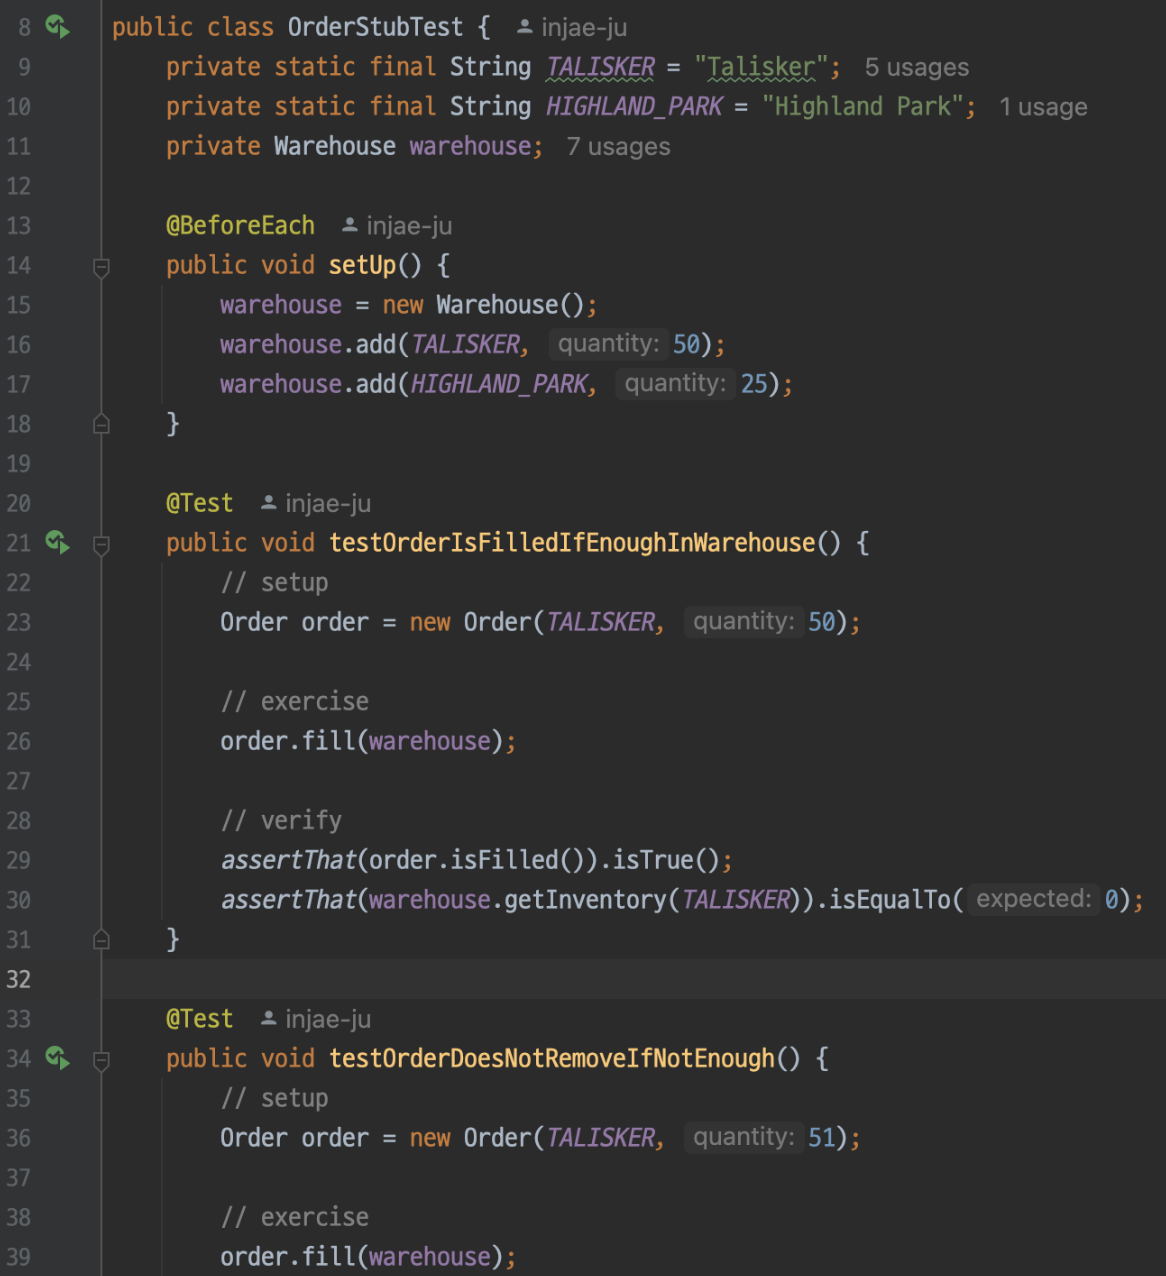 8 public class OrderStubTest { injae-ju
9 private static final String TALISKER = "Talisker"; 5 usages
10 private static final String HIGHLAND_PARK = "Highland Park"; 1 usage
11 private Warehouse warehouse; 7 usages
12
13 @BeforeEach injae-ju
14 public void setUp() {
15 warehouse = new Warehouse();
16 warehouse.add(TALISKER, quantity: 50);
17 warehouse.add(HIGHLAND_PARK, quantity: 25);
18 }
19
20 @Test injae-ju
21 public void testOrderIsFilledIfEnoughInWarehouse() {
22 // setup
23 Order order = new Order(TALISKER, quantity: 50);
24
25 // exercise
26 order.fill(warehouse);
27
28 // verify
29 assertThat(order.isFilled()).isTrue();
30 assertThat(warehouse.getInventory(TALISKER)).isEqualTo( expected: 0);
31 }
32
33 @Test injae-ju
34 public void testOrderDoesNotRemoveIfNotEnough() {
35 // setup
36 Order order = new Order(TALISKER, quantity: 51);
37
38 // exercise
39 order.fill(warehouse);